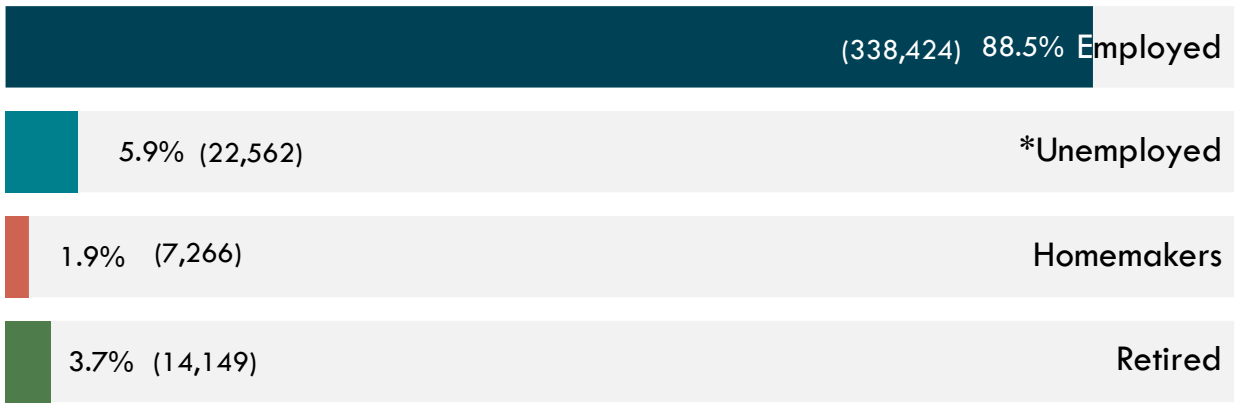 (338,424) 88.5% Employed
5.9% (22,562) *Unemployed
1.9% (7,266) Homemakers
3.7% (14,149) Retired